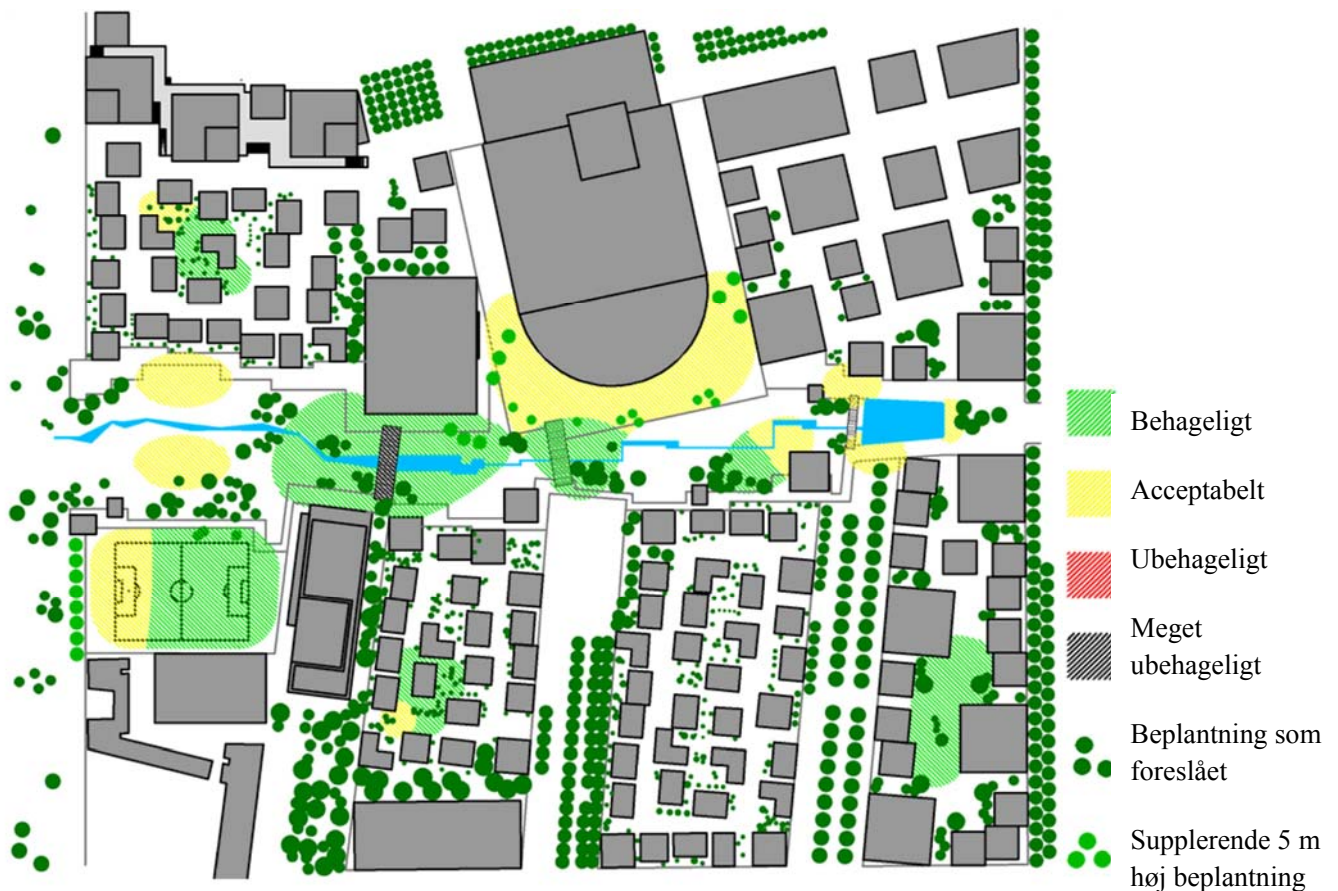 Behageligt
Acceptabelt
Ubehageligt
Meget
ubehageligt
Beplantning som
foreslået
Supplerende 5 m
høj beplantning